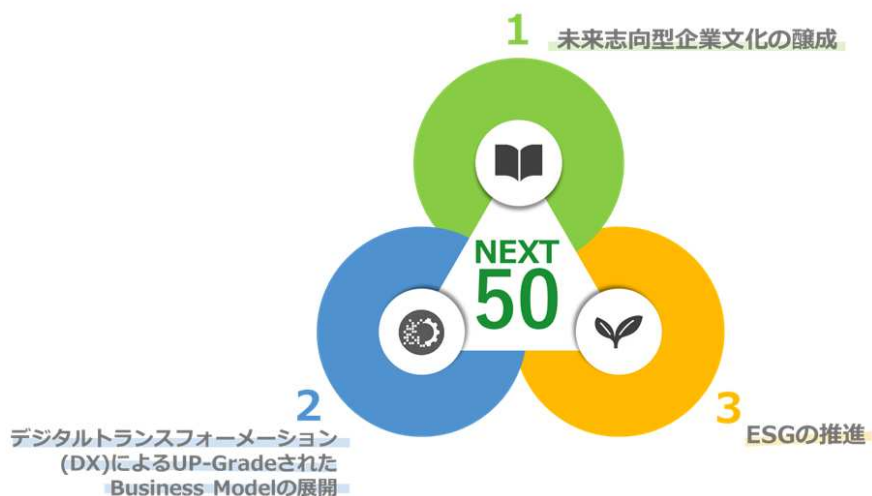 1
未来志向型企業文化の醸成
NEXT
50
2
デジタルトランスフォーメーション
(DX)によるUP-Gradeされた
Business Modelの展開
3
ESGの推進